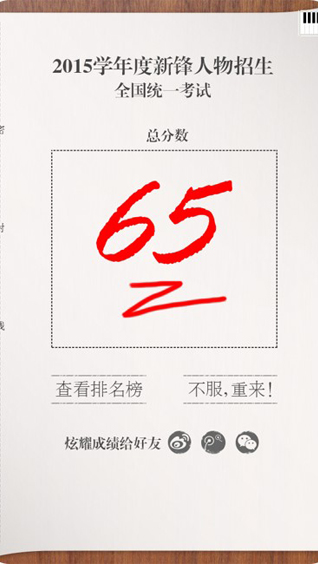 2015学年度新锋人物招生
全国统一考试
总分数
65
查看排名榜
不服,重来!
炫耀成绩给好友